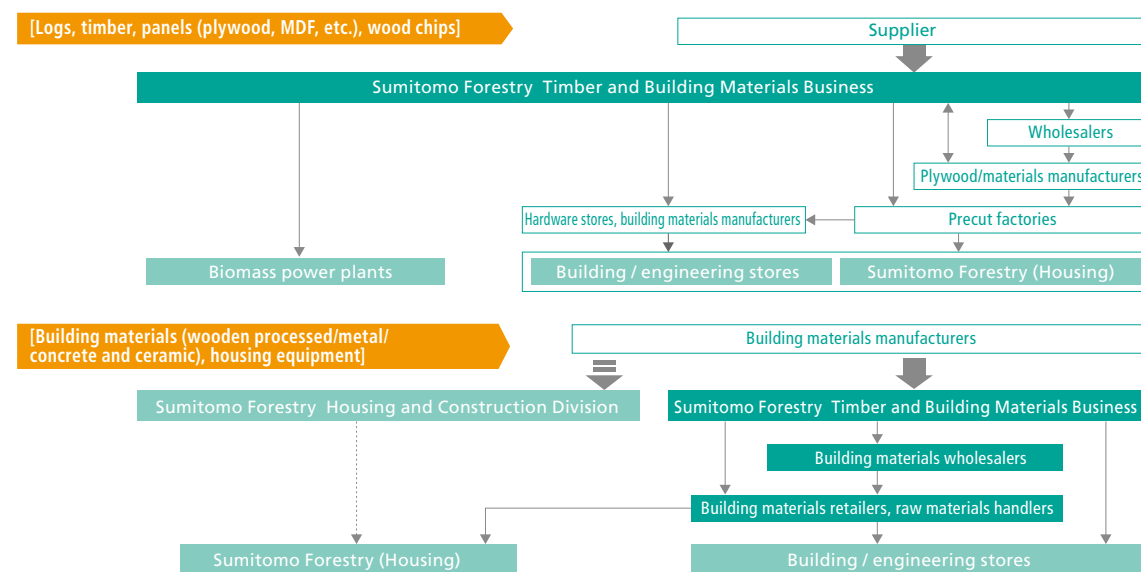 [Logs, timber, panels (plywood, MDF, etc.), wood chips]
Supplier
Sumitomo Forestry Timber and Building Materials Business
Wholesalers
Plywood/materials manufacturers
Hardware stores, building materials manufacturers
Precut factories
Biomass power plants
Building / engineering stores
Sumitomo Forestry (Housing)
[Building materials (wooden processed/metal/
concrete and ceramic), housing equipment]
Building materials manufacturers
Sumitomo Forestry Housing and Construction Division
Sumitomo Forestry Timber and Building Materials Business
Building materials wholesalers
Building materials retailers, raw materials handlers
Sumitomo Forestry (Housing)
Building / engineering stores